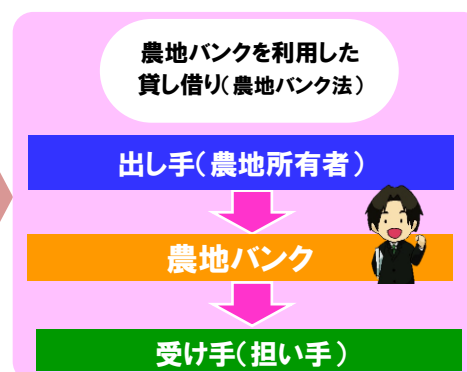 農地バンクを利用した
貸し借り(農地バンク法)
出し手(農地所有者)
農地バンク
受け手(担い手)